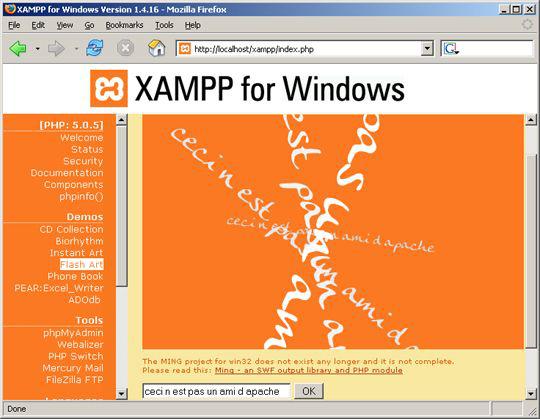 XAMPP for Windows Version 1.4.16 - Mozilla Firefox
File Edit View Go Bookmarks Tools Help
http://localhost/xampp/index.php
G
XAMPP for Windows
[PHP: 5.0.5]
Welcome
Status
Security
Documentation
Components
phpinfo()
Demos
CD Collection
Biorhythm
Instant Art
Flash Art
Phone Book
PEAR:Excel_Writer
ADOdb
Tools
phpMyAdmin
Webalizer
PHP Switch
Mercury Mail
FileZilla FTP
ceci n est pas un ami d apache
The MING project for win32 does not exist any longer and it is not complete.
Please read this: Ming - an SWF output library and PHP module
ceci n est pas un ami d apache OK
Done